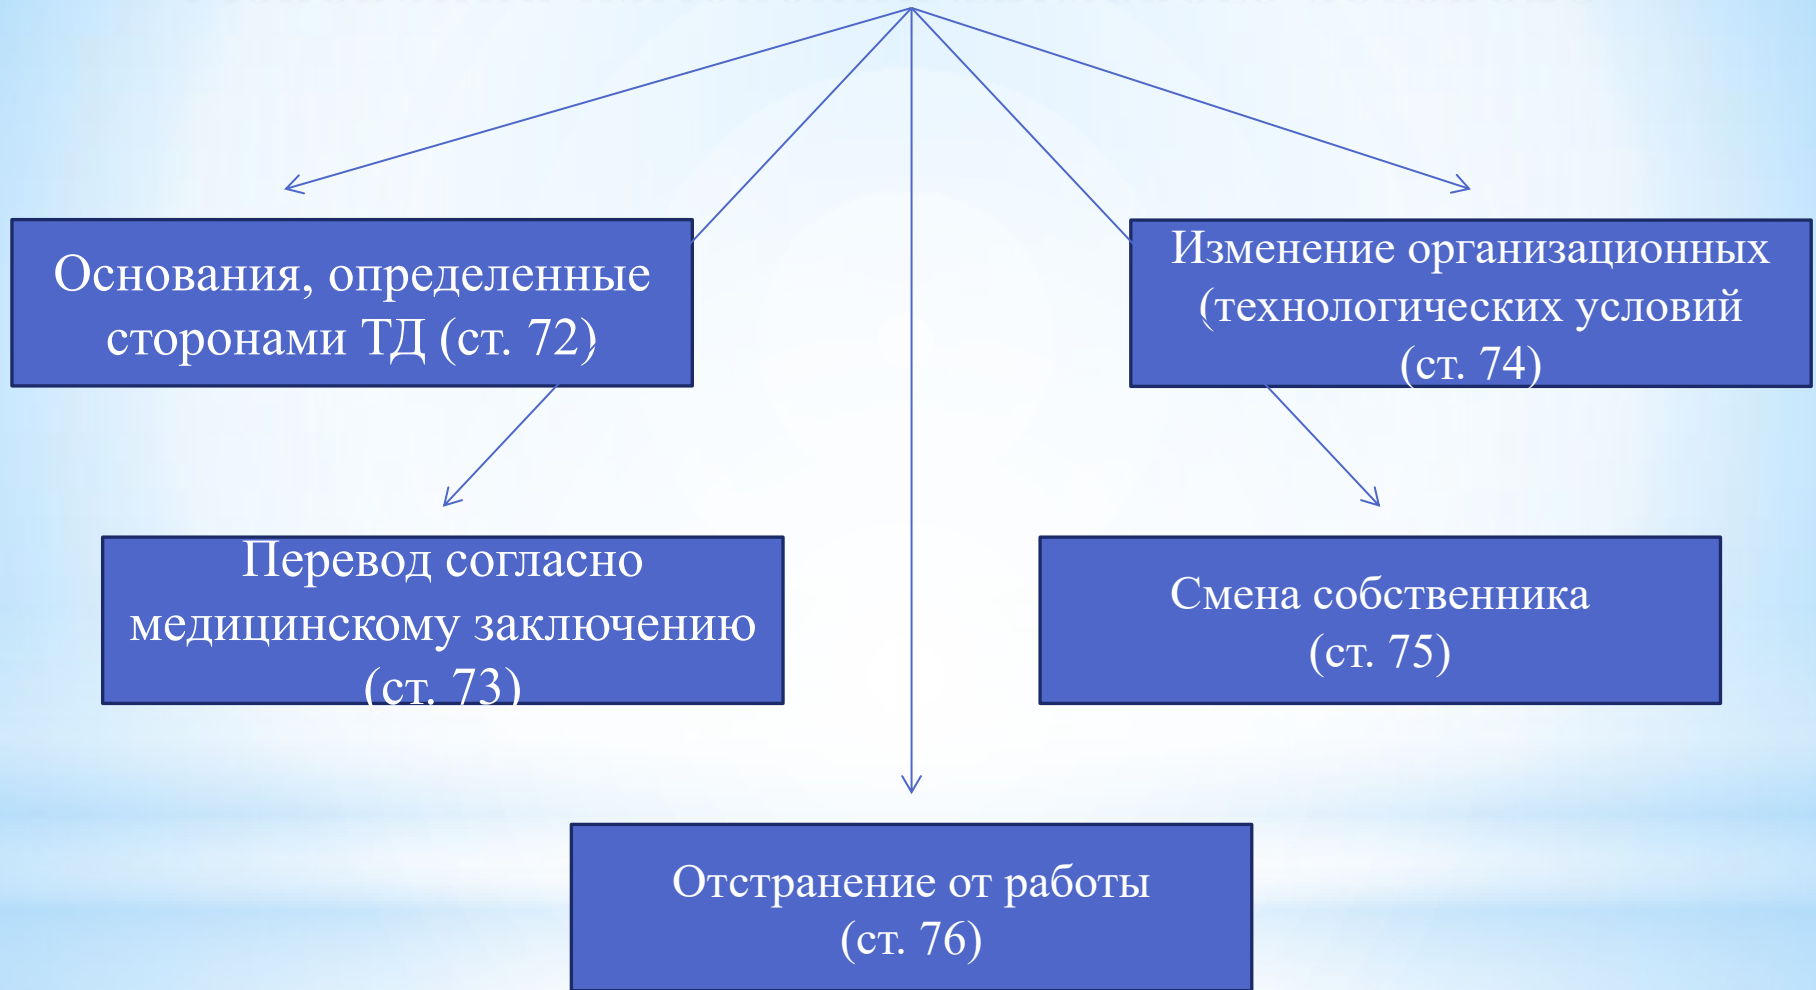 Основания, определенные
сторонами ТД (ст. 72)
Изменение организационных
(технологических условий
(ст. 74)
Перевод согласно
медицинскому заключению
(ст. 73)
Смена собственника
(ст. 75)
Отстранение от работы
(ст. 76)